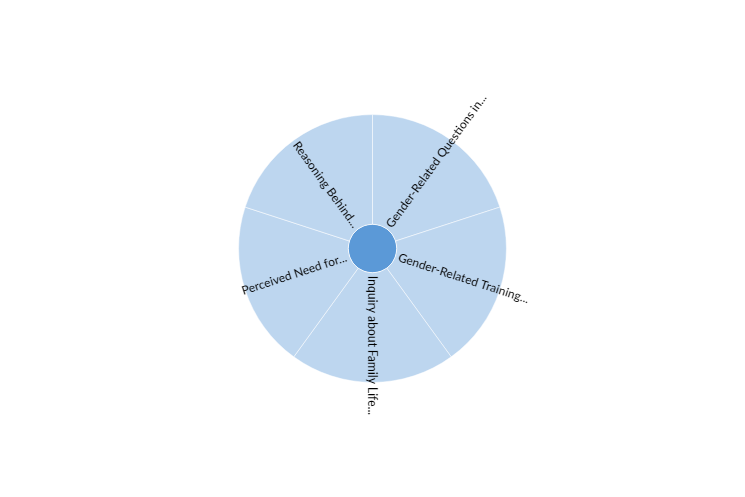 Reasoning Behind...
Gender-Related Questions in...
Perceived Need for...
Gender-Related Training...
Inquiry about Family Life...